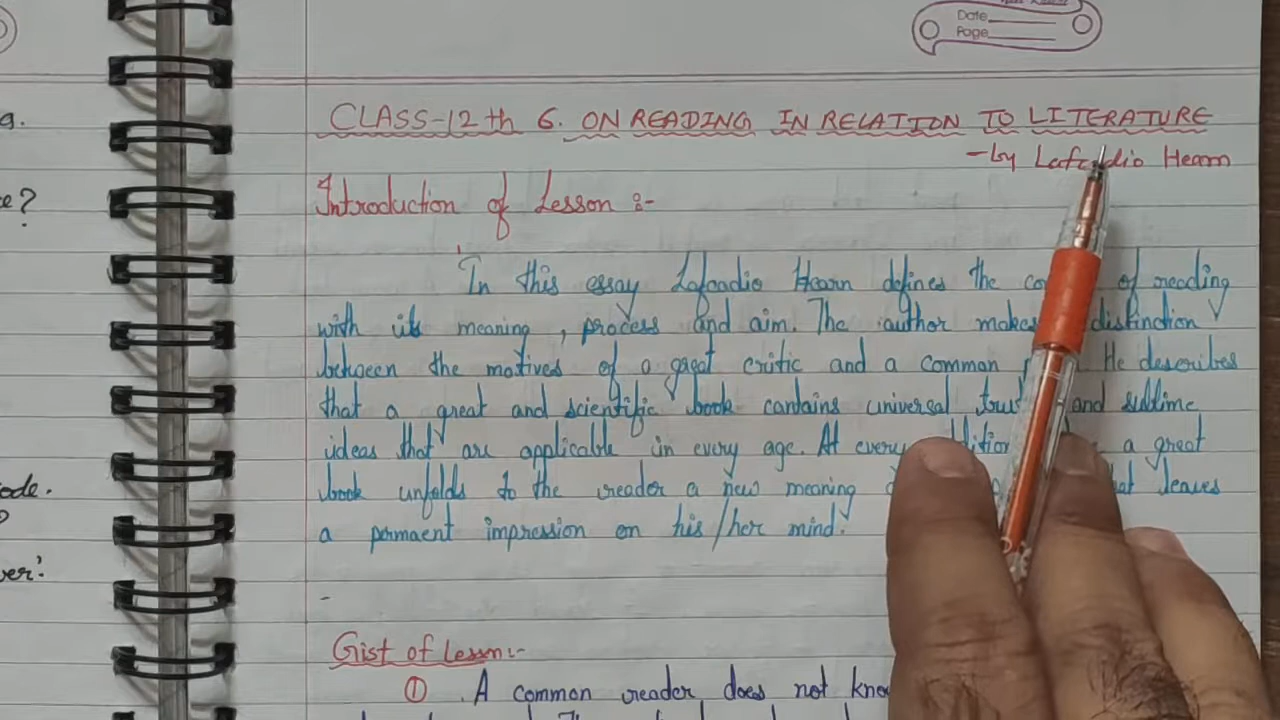 Date
Page
g.
CLASS-12th 6. ON READING IN RELATION TO LITERATURE
-by Lafcadio Hearn
e?
Introduction of Lesson :-
In this essay Lafcadio Hearn defines the of reading
with its meaning, process and aim. The author makes distinction
between the motives of a great critic and a common He describes
that a great and scientific book contains universal and sublime
ideas that are applicable in every age. At every a great
ode.
book unfolds to the reader a new meaning leaves
a permaent impression on his/her mind.
ver'.
-
Gist of Lesson:-
① A common reader does not